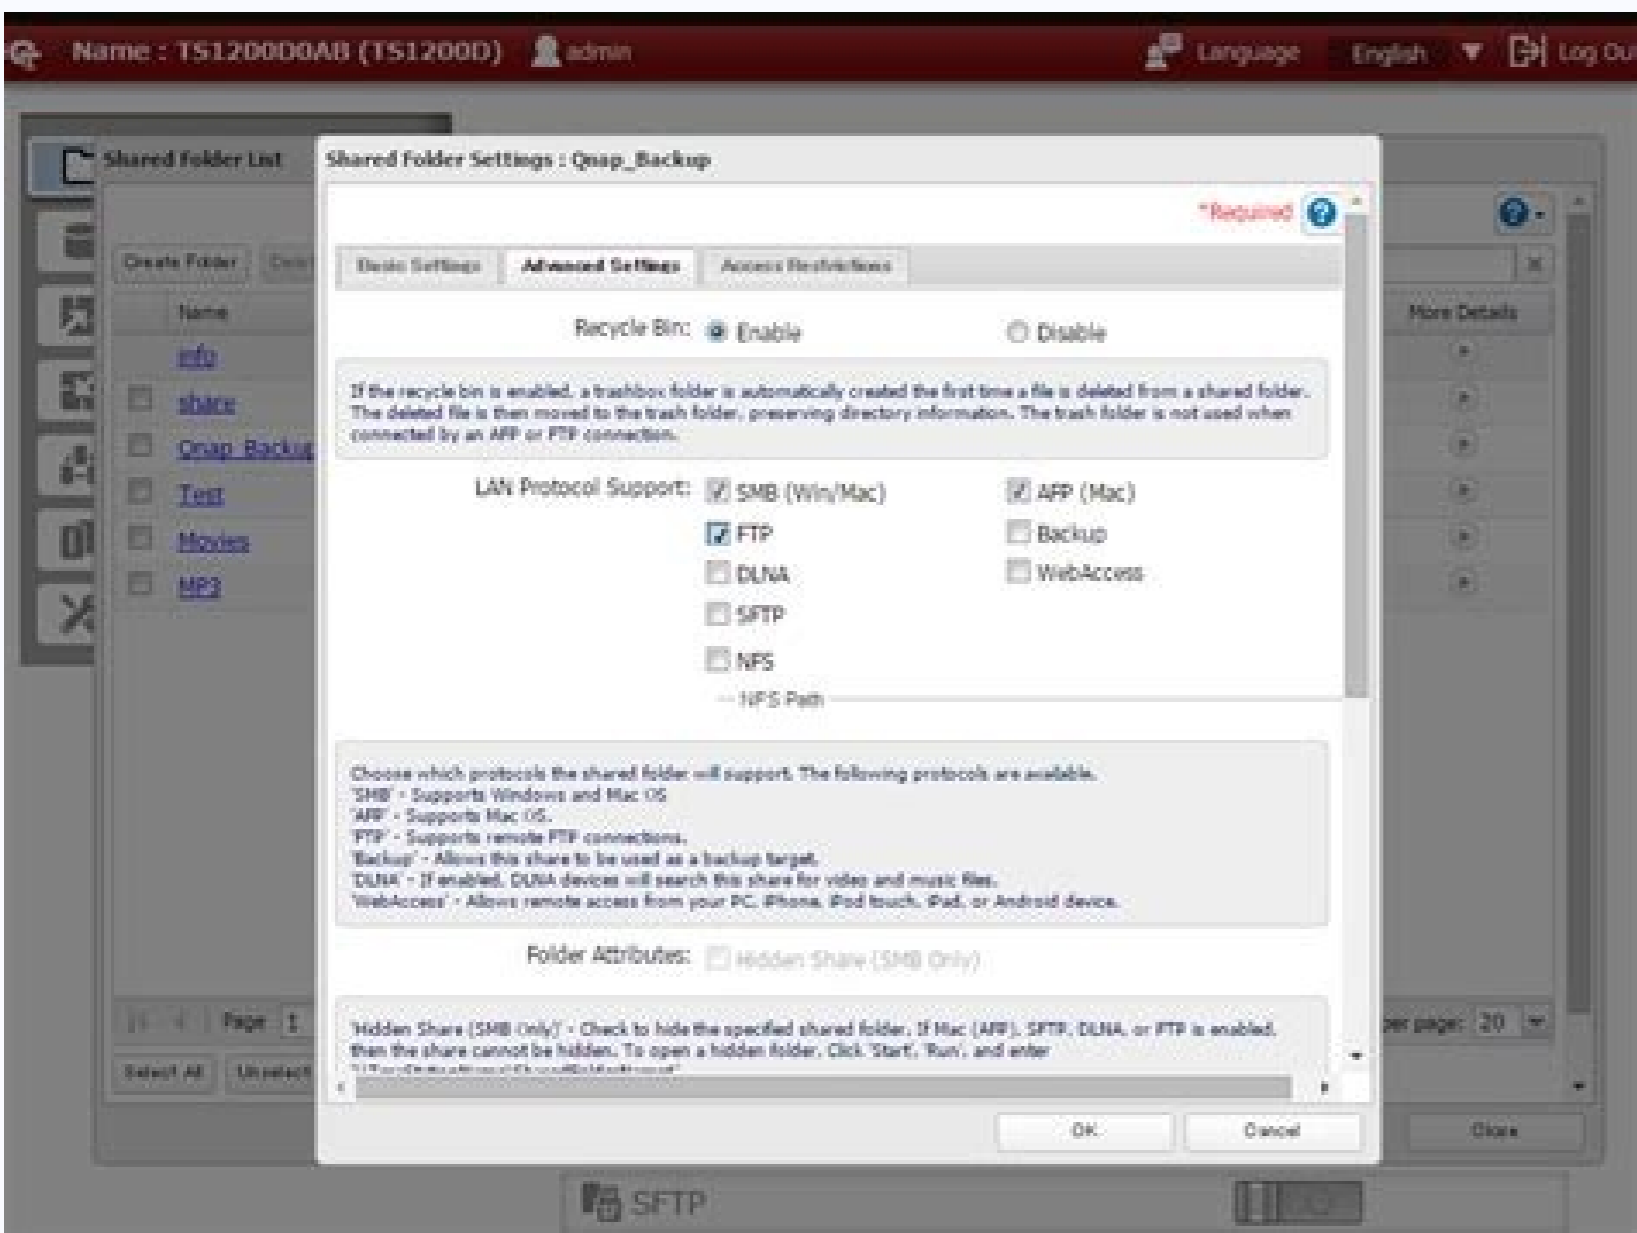 Name : TS1200D0AB (TS1200D) admin Language English Log Ou
Shared Folder List
Shared Folder Settings : Qnap_Backup
*Required
Create Folder
Basic Settings Advanced Settings Access Restrictions
Name
More Details
Recycle Bin: Enable Disable
info
share
Qnap_Backup
Test
Movies
MP3
If the recycle bin is enabled, a trashbox folder is automatically created the first time a file is deleted from a shared folder.
The deleted file is then moved to the trash folder, preserving directory information. The trash folder is not used when
connected by an AFP or FTP connection.
LAN Protocol Support: SMB (Win/Mac) AFP (Mac)
FTP Backup
DLNA WebAccess
SFTP
NFS
NFS Path
Choose which protocols the shared folder will support. The following protocols are available.
'SMB' - Supports Windows and Mac OS
'AFP' - Supports Mac OS.
'FTP' - Supports remote FTP connections.
'Backup' - Allows this share to be used as a backup target.
'DLNA' - If enabled, DLNA devices will search this share for video and music files.
'WebAccess' - Allows remote access from your PC, iPhone, iPod touch, iPad, or Android device.
Folder Attributes: Hidden Share (SMB Only)
'Hidden Share (SMB Only)' - Check to hide the specified shared folder. If Mac (AFP), SFTP, DLNA, or FTP is enabled,
then the share cannot be hidden. To open a hidden folder, Click 'Start', 'Run', and enter
Page 1
per page: 20
Select All Unselect
OK Cancel
Close
SFTP